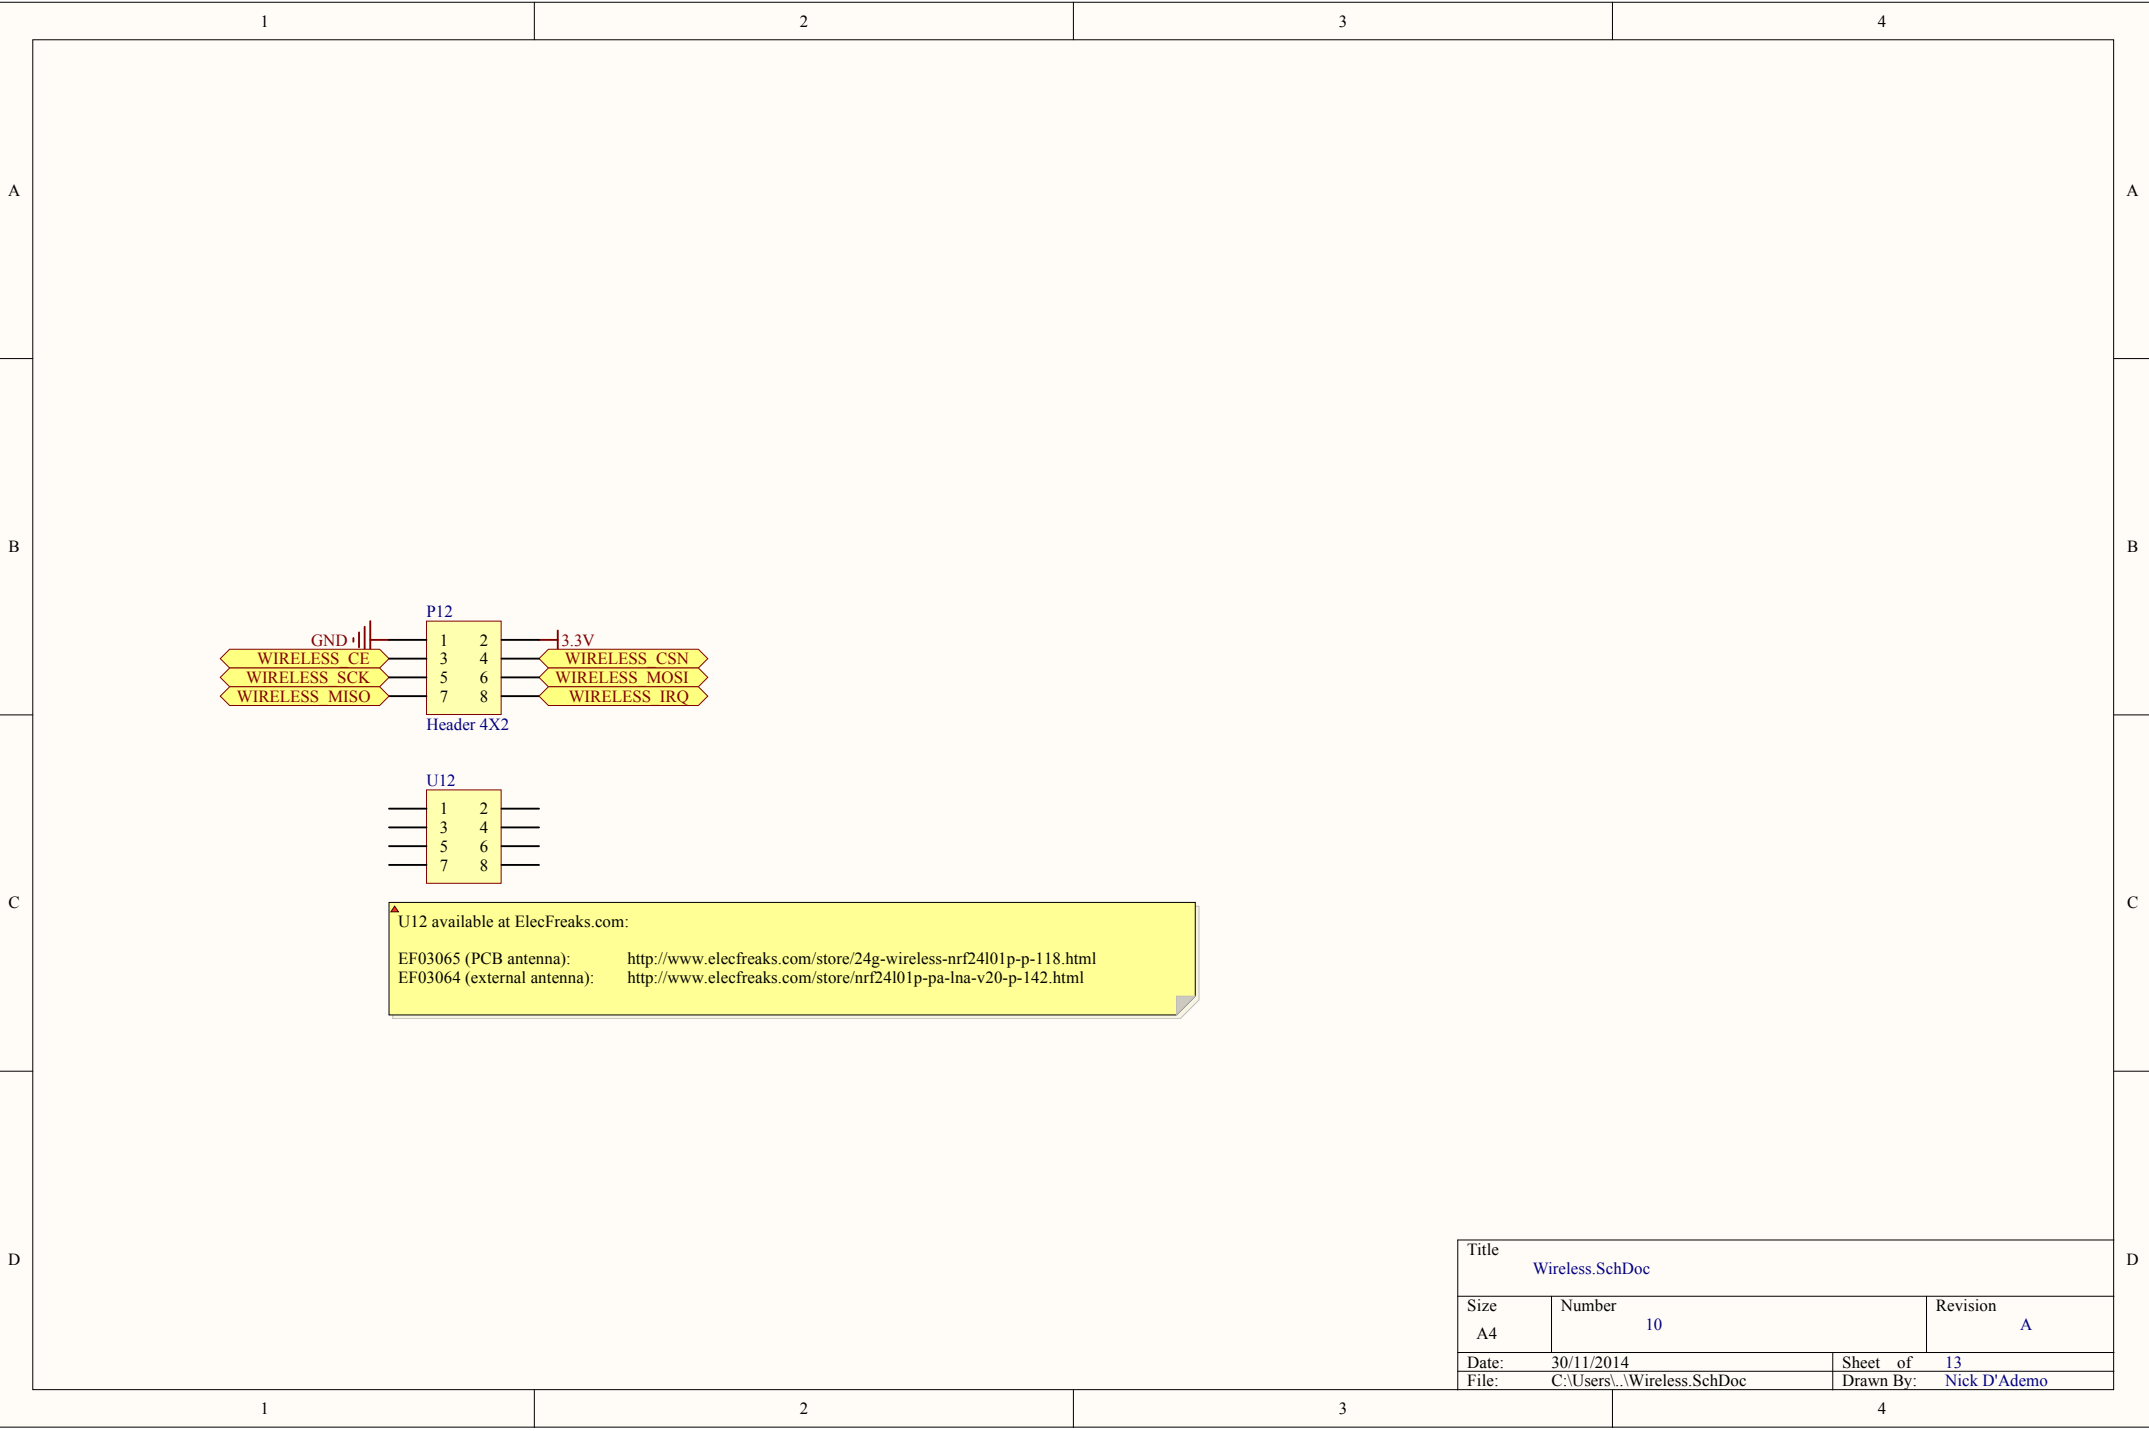 1 2 3 4
A A
B B
P12
GND 1 2 3.3V
WIRELESS_CE 3 4 WIRELESS_CSN
WIRELESS_SCK 5 6 WIRELESS_MOSI
WIRELESS_MISO 7 8 WIRELESS_IRQ
Header 4X2
U12
1 2
3 4
5 6
7 8
C C
U12 available at ElecFreaks.com:
EF03065 (PCB antenna): http://www.elecfreaks.com/store/24g-wireless-nrf24l01p-p-118.html
EF03064 (external antenna): http://www.elecfreaks.com/store/nrf24l01p-pa-lna-v20-p-142.html
D D
Title
Wireless.SchDoc
Size Number Revision
A4 10 A
Date: 30/11/2014 Sheet of 13
File: C:\Users\..\Wireless.SchDoc Drawn By: Nick D'Ademo
1 2 3 4